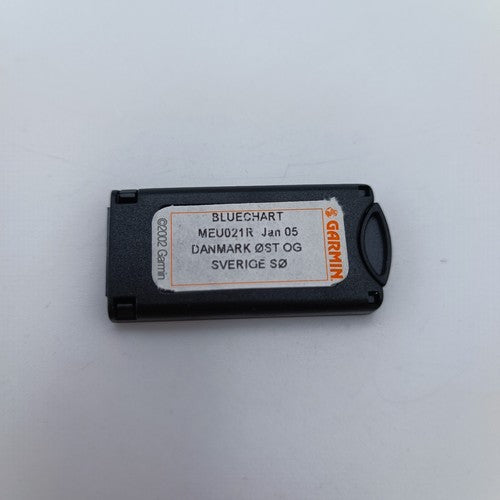 BLUECHART
MEU021R Jan 05
DANMARK ØST OG
SVERIGE SØ
GARMIN
©2002 Garmin